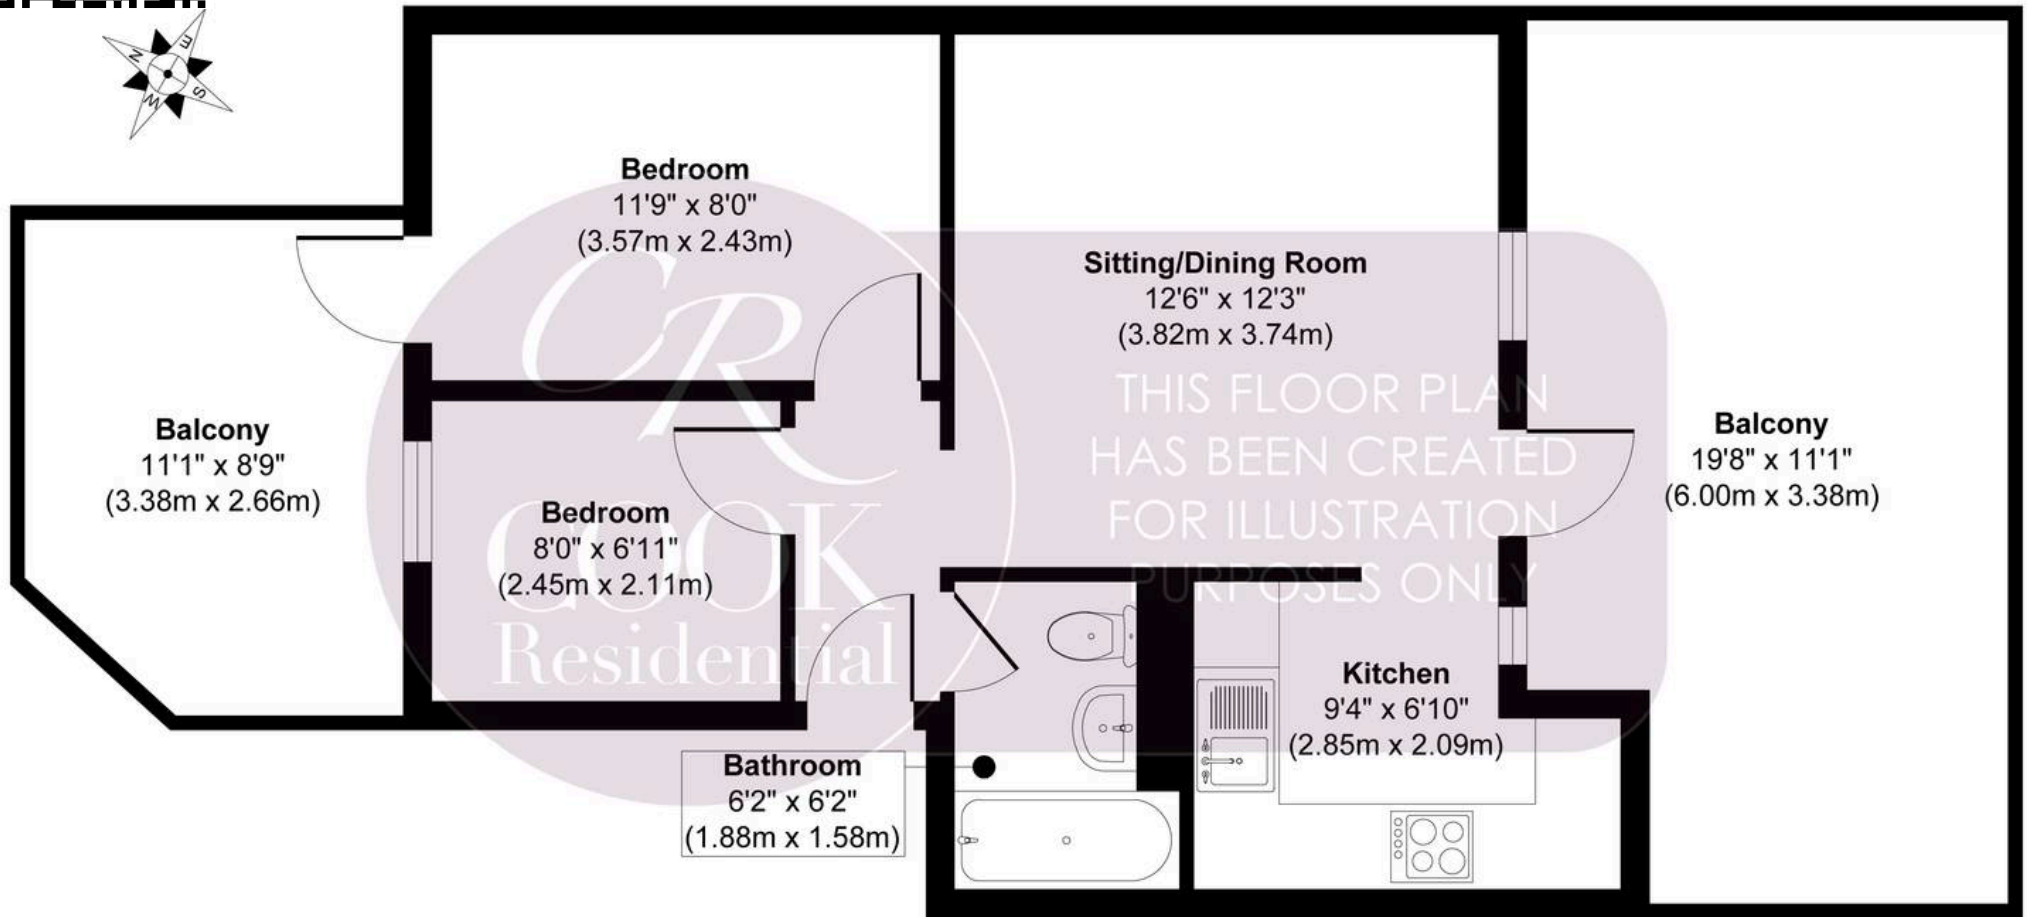 N
E
S
W
Bedroom
11'9" x 8'0"
(3.57m x 2.43m)
Sitting/Dining Room
12'6" x 12'3"
(3.82m x 3.74m)
Balcony
11'1" x 8'9"
(3.38m x 2.66m)
Bedroom
8'0" x 6'11"
(2.45m x 2.11m)
Balcony
19'8" x 11'1"
(6.00m x 3.38m)
Kitchen
9'4" x 6'10"
(2.85m x 2.09m)
Bathroom
6'2" x 6'2"
(1.88m x 1.58m)
CR
COOK
Residential
THIS FLOOR PLAN
HAS BEEN CREATED
FOR ILLUSTRATION
PURPOSES ONLY